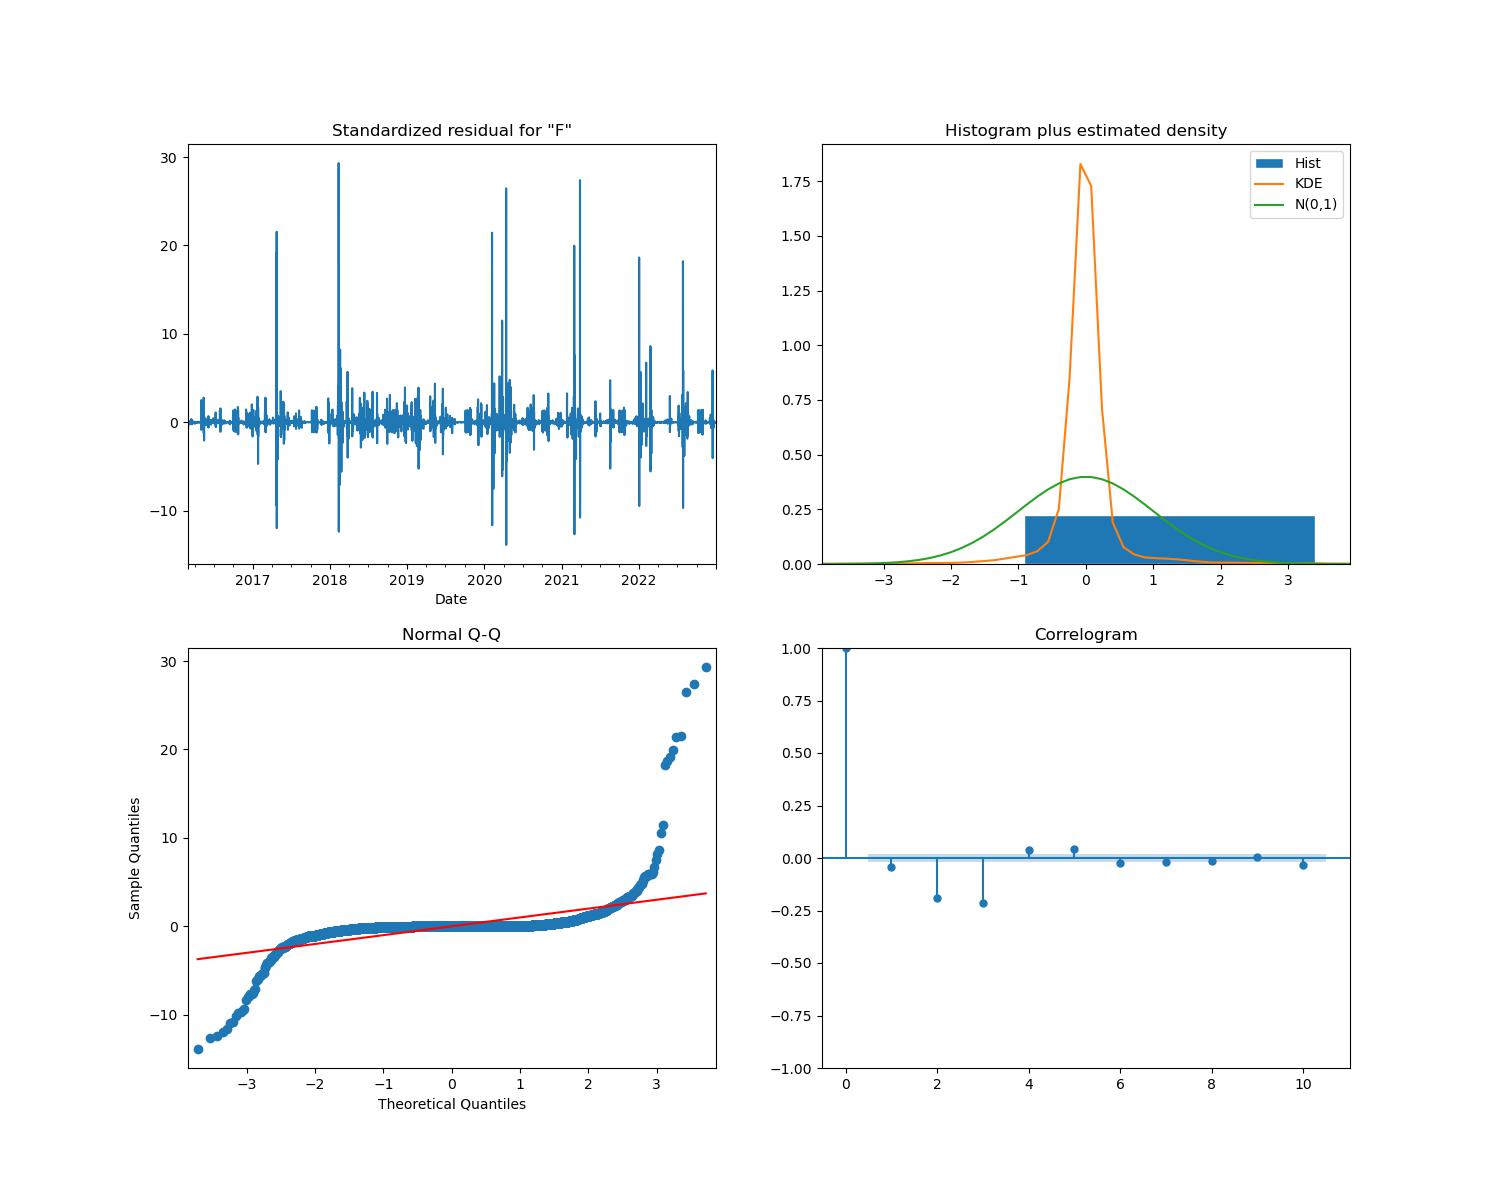 Standardized residual for "F"
30
20
10
0
−10
2017 2018 2019 2020 2021 2022
Date
Histogram plus estimated density
Hist
KDE
N(0,1)
1.75
1.50
1.25
1.00
0.75
0.50
0.25
0.00
−3 −2 −1 0 1 2 3
Normal Q-Q
Sample Quantiles
30
20
10
0
−10
−3 −2 −1 0 1 2 3
Theoretical Quantiles
Correlogram
1.00
0.75
0.50
0.25
0.00
−0.25
−0.50
−0.75
−1.00
0 2 4 6 8 10